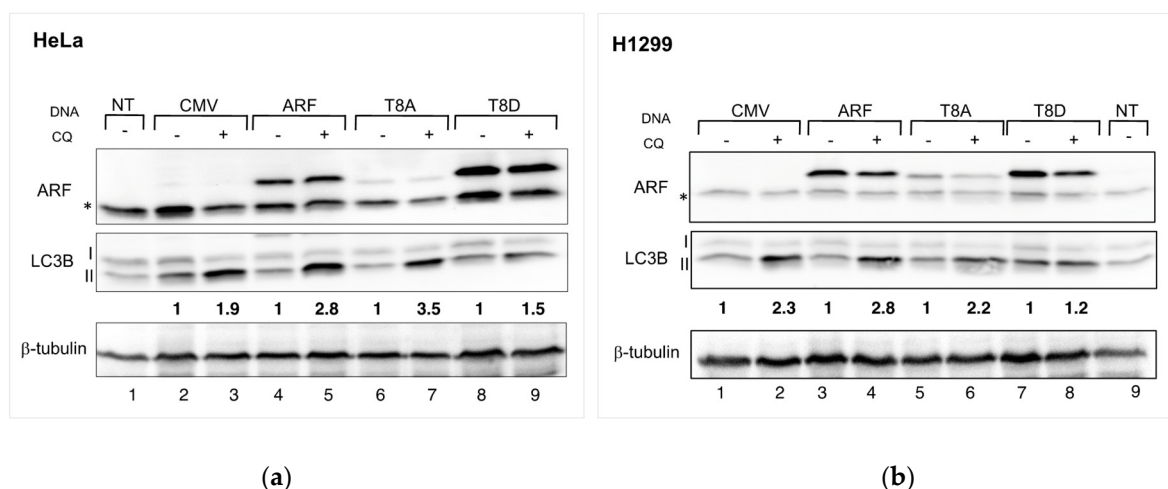 HeLa
DNA NT CMV ARF T8A T8D
CQ - - + - + - + - +
ARF
*
I
LC3B
II
1 1.9 1 2.8 1 3.5 1 1.5
β-tubulin
1 2 3 4 5 6 7 8 9
(a)
H1299
DNA CMV ARF T8A T8D NT
CQ - + - + - + - + -
ARF
*
I
LC3B
II
1 2.3 1 2.8 1 2.2 1 1.2
β-tubulin
1 2 3 4 5 6 7 8 9
(b)